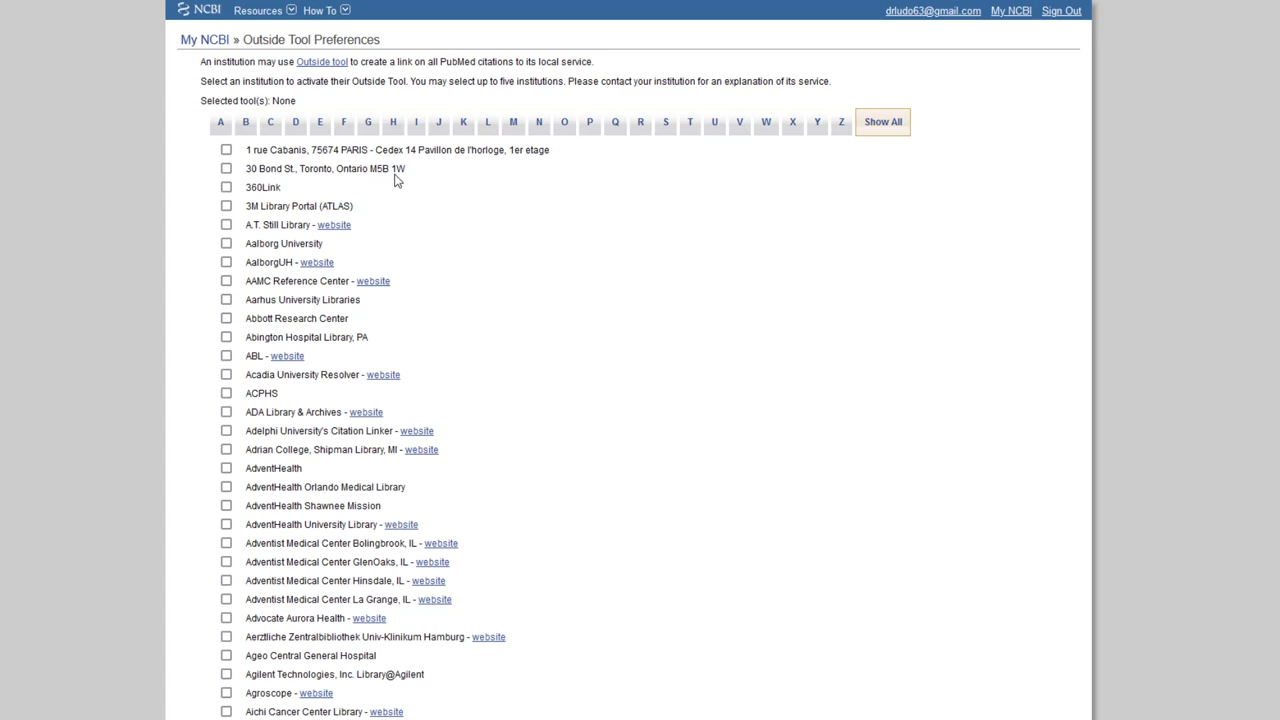 NCBI Resources How To drludo63@gmail.com My NCBI Sign Out
My NCBI » Outside Tool Preferences
An institution may use Outside tool to create a link on all PubMed citations to its local service.
Select an institution to activate their Outside Tool. You may select up to five institutions. Please contact your institution for an explanation of its service.
Selected tool(s): None
A B C D E F G H I J K L M N O P Q R S T U V W X Y Z Show All
1 rue Cabanis, 75674 PARIS - Cedex 14 Pavillon de l'horloge, 1er etage
30 Bond St., Toronto, Ontario M5B 1W
360Link
3M Library Portal (ATLAS)
A.T. Still Library - website
Aalborg University
AalborgUH - website
AAMC Reference Center - website
Aarhus University Libraries
Abbott Research Center
Abington Hospital Library, PA
ABL - website
Acadia University Resolver - website
ACPHS
ADA Library & Archives - website
Adelphi University's Citation Linker - website
Adrian College, Shipman Library, MI - website
AdventHealth
AdventHealth Orlando Medical Library
AdventHealth Shawnee Mission
AdventHealth University Library - website
Adventist Medical Center Bolingbrook, IL - website
Adventist Medical Center GlenOaks, IL - website
Adventist Medical Center Hinsdale, IL - website
Adventist Medical Center La Grange, IL - website
Advocate Aurora Health - website
Aerztliche Zentralbibliothek Univ-Klinikum Hamburg - website
Ageo Central General Hospital
Agilent Technologies, Inc. Library@Agilent
Agroscope - website
Aichi Cancer Center Library - website